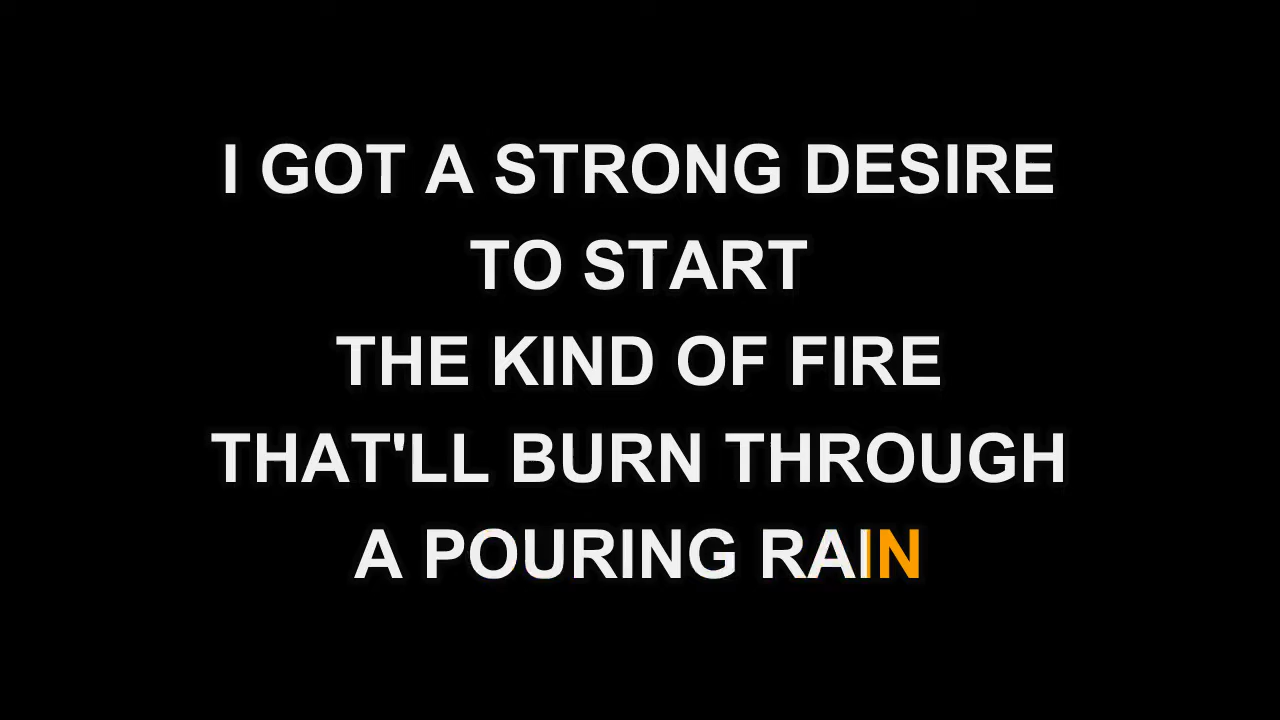 I GOT A STRONG DESIRE
TO START
THE KIND OF FIRE
THAT'LL BURN THROUGH
A POURING RAIN